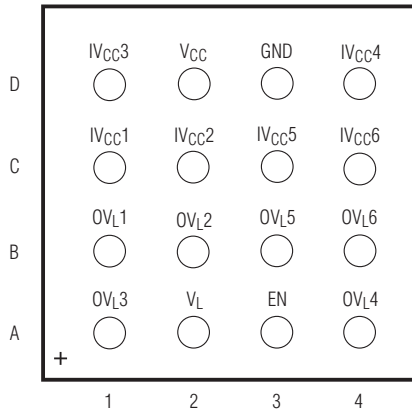 IVCC3 VCC GND IVCC4
D
IVCC1 IVCC2 IVCC5 IVCC6
C
OVL1 OVL2 OVL5 OVL6
B
OVL3 VL EN OVL4
A
+
1 2 3 4